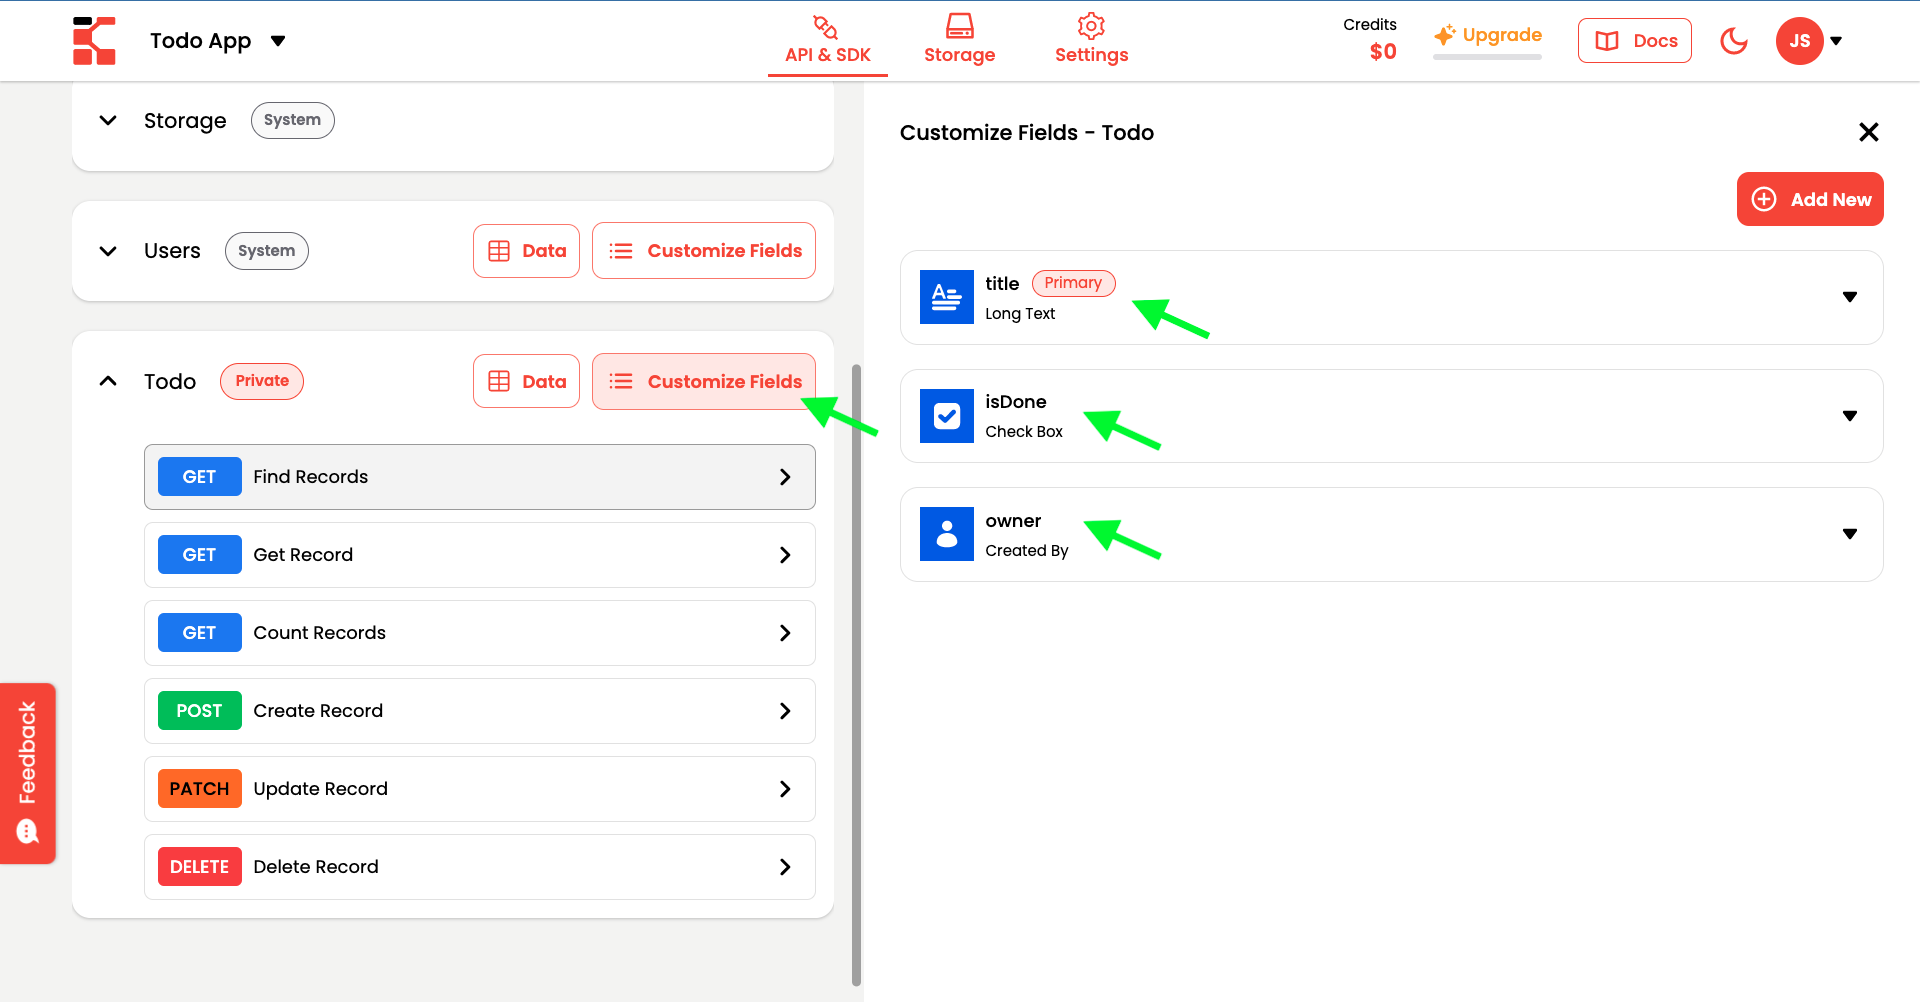 Todo App
API & SDK
Storage
Settings
Credits
$0
Upgrade
Docs
JS
Storage
System
Users
System
Data
Customize Fields
Todo
Private
Data
Customize Fields
GET
Find Records
GET
Get Record
GET
Count Records
POST
Create Record
PATCH
Update Record
DELETE
Delete Record
Feedback
Customize Fields - Todo
Add New
title
Primary
Long Text
isDone
Check Box
owner
Created By